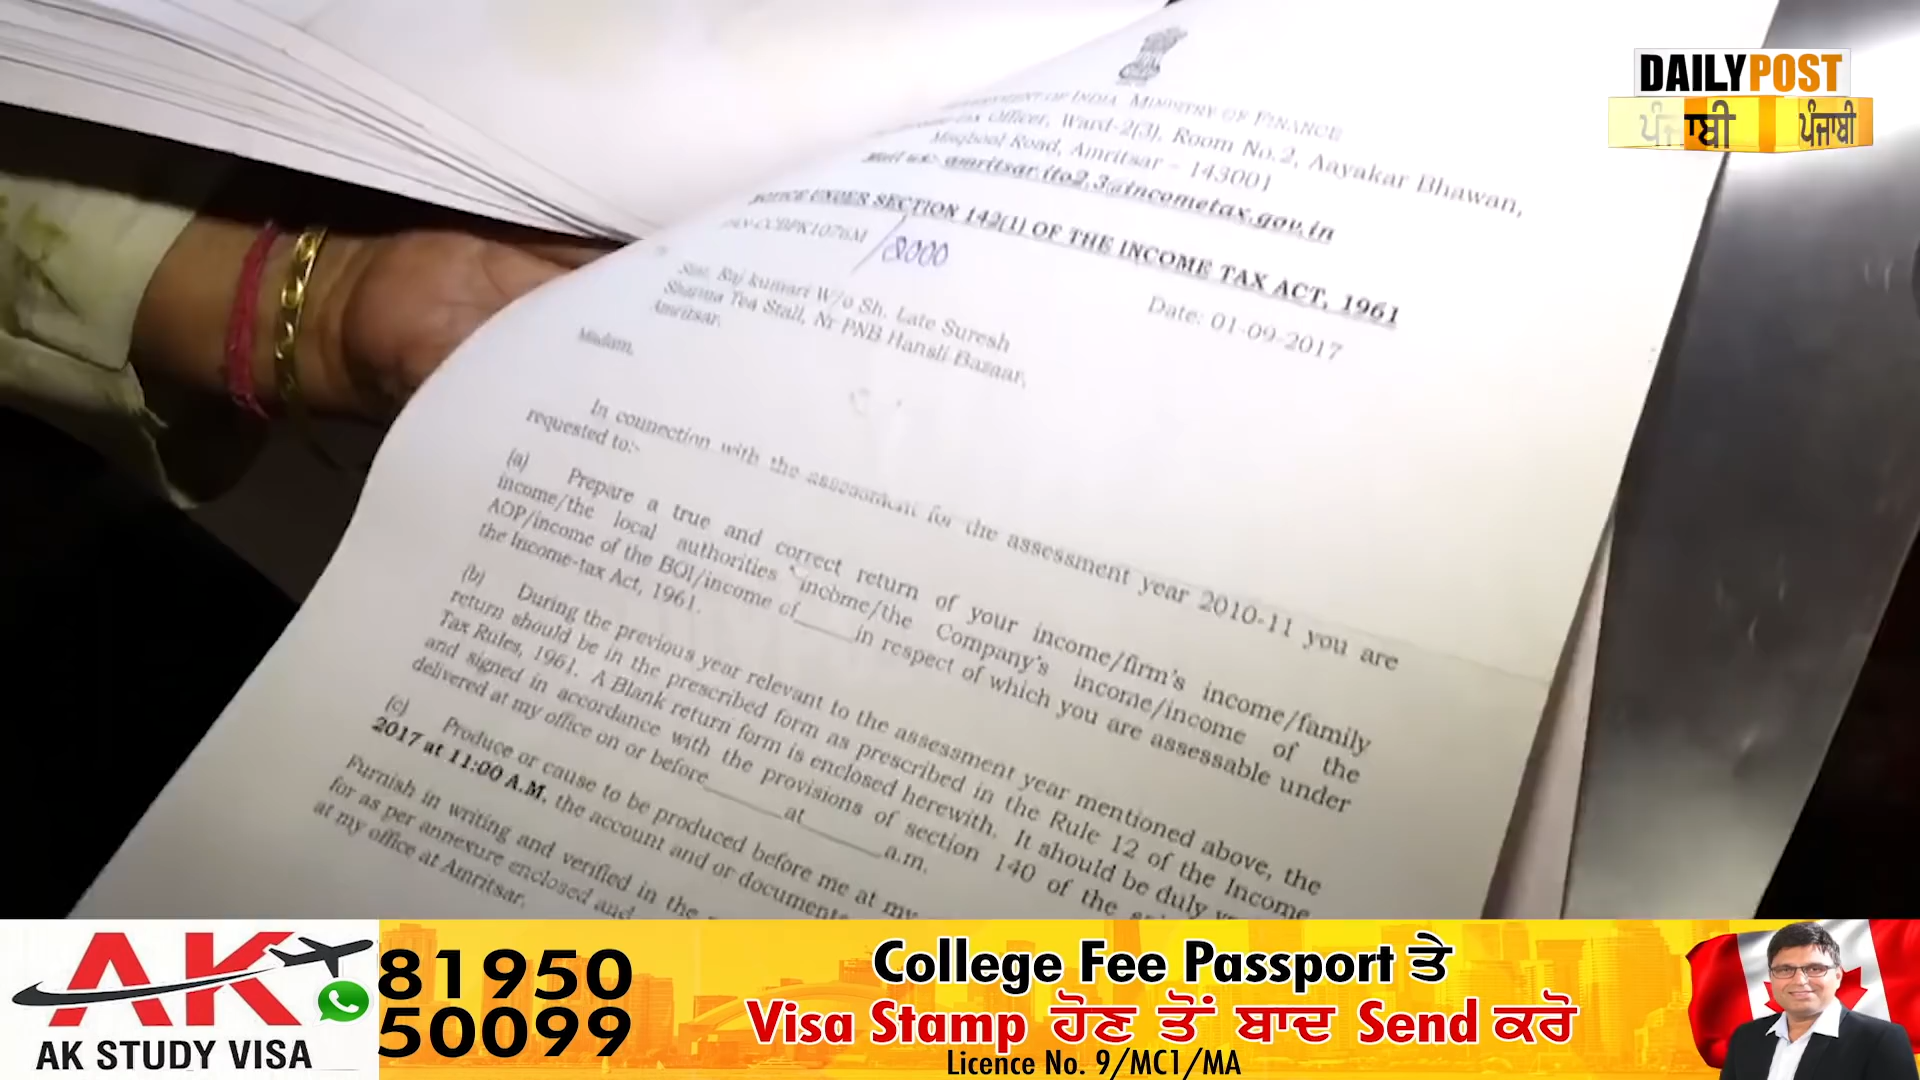 DAILYPOST
ਪੰਜਾਬੀ ਪੰਜਾਬੀ
OF INDIA MINISTRY OF FINANCE
Officer, Ward-2(3), Room No.2, Aayakar Bhawan,
Maqbool Road, Amritsar – 143001
amritsar.ito2.3@incometax.gov.in
NOTICE UNDER SECTION 142(1) OF THE INCOME TAX ACT, 1961
PAN-CCBPK1076M
Date: 01-09-2017
Smt. Raj kumari W/o Sh. Late Suresh
Sharma Tea Stall, Nr PNB Hansli Bazaar,
Amritsar.
Madam,
In connection with the assessment for the assessment year 2010-11 you are
requested to:-
(a) Prepare a true and correct return of your income/firm's income/family
income/the local authorities income/the Company's income/income of the
AOP/income of the BOI/income of_____in respect of which you are assessable under
the Income-tax Act, 1961.
(b) During the previous year relevant to the assessment year mentioned above, the
return should be in the prescribed form as prescribed in the Rule 12 of the Income
Tax Rules, 1961. A Blank return form is enclosed herewith. It should be duly
and signed in accordance with the provisions of section 140 of the
delivered at my office on or before______at______a.m.
(c) Produce or cause to be produced before me at my
2017 at 11:00 A.M. the account and or documents
Furnish in writing and verified in the
for as per annexure enclosed and
at my office at Amritsar.
AK
AK STUDY VISA
81950
50099
College Fee Passport ਤੇ
Visa Stamp ਹੋਣ ਤੋਂ ਬਾਦ Send ਕਰੋ
Licence No. 9/MC1/MA